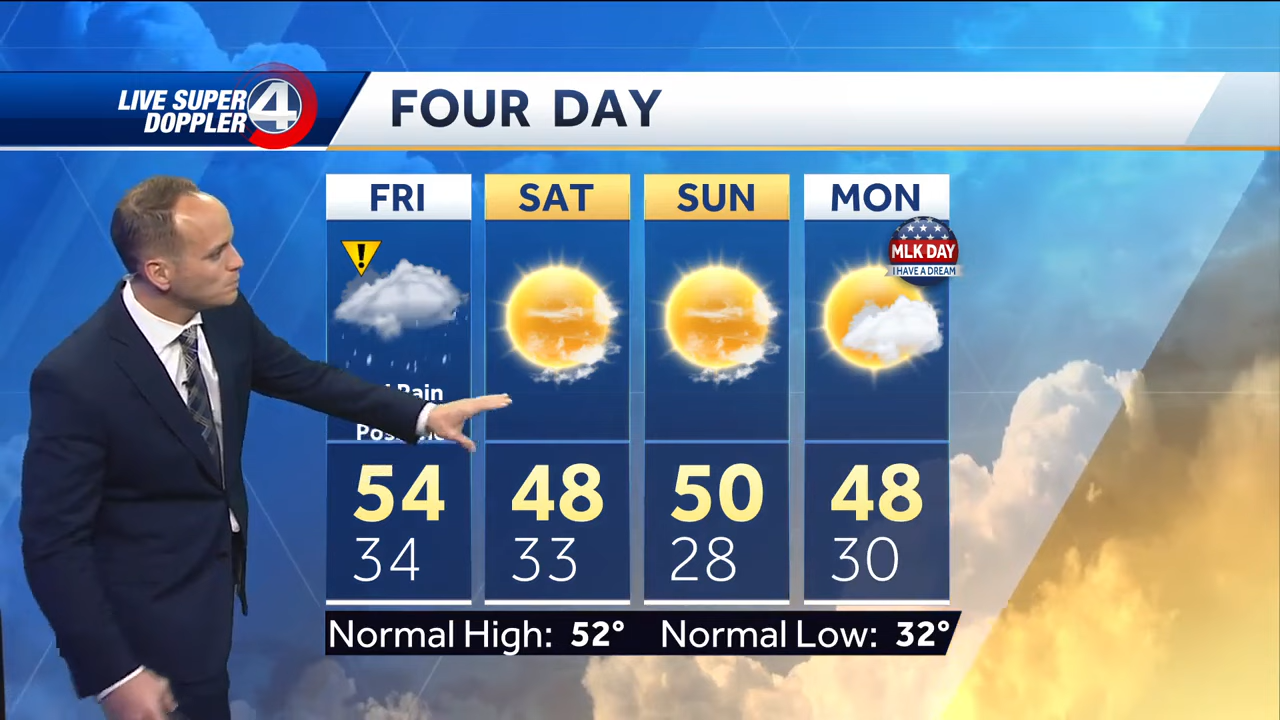 LIVE SUPER
DOPPLER 4
FOUR DAY
FRI
SAT
SUN
MON
!
MLK DAY
I HAVE A DREAM
Rain
54
48
50
48
34
33
28
30
Normal High: 52° Normal Low: 32°